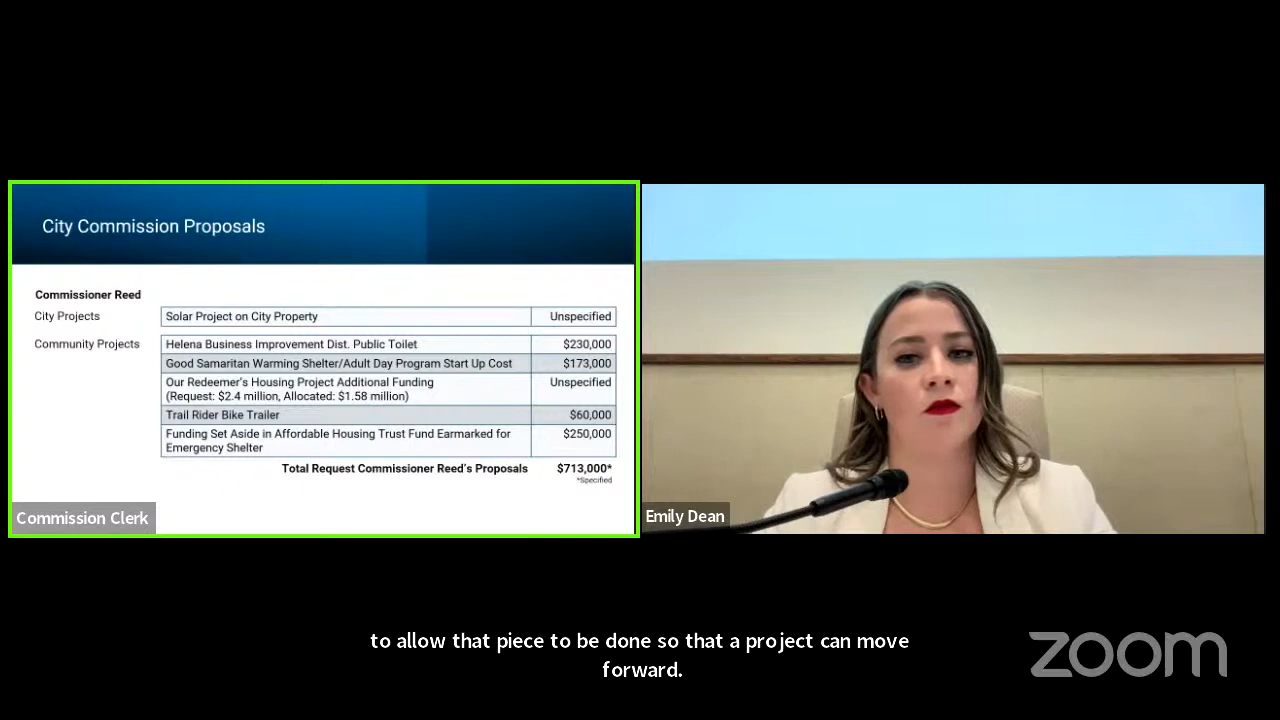 City Commission Proposals
Commissioner Reed
City Projects
Solar Project on City Property
Unspecified
Community Projects
Helena Business Improvement Dist. Public Toilet
$230,000
Good Samaritan Warming Shelter/Adult Day Program Start Up Cost
$173,000
Our Redeemer's Housing Project Additional Funding
(Request: $2.4 million, Allocated: $1.58 million)
Unspecified
Trail Rider Bike Trailer
$60,000
Funding Set Aside in Affordable Housing Trust Fund Earmarked for
Emergency Shelter
$250,000
Total Request Commissioner Reed's Proposals
$713,000*
*Specified
Commission Clerk
Emily Dean
to allow that piece to be done so that a project can move
forward.
zoom